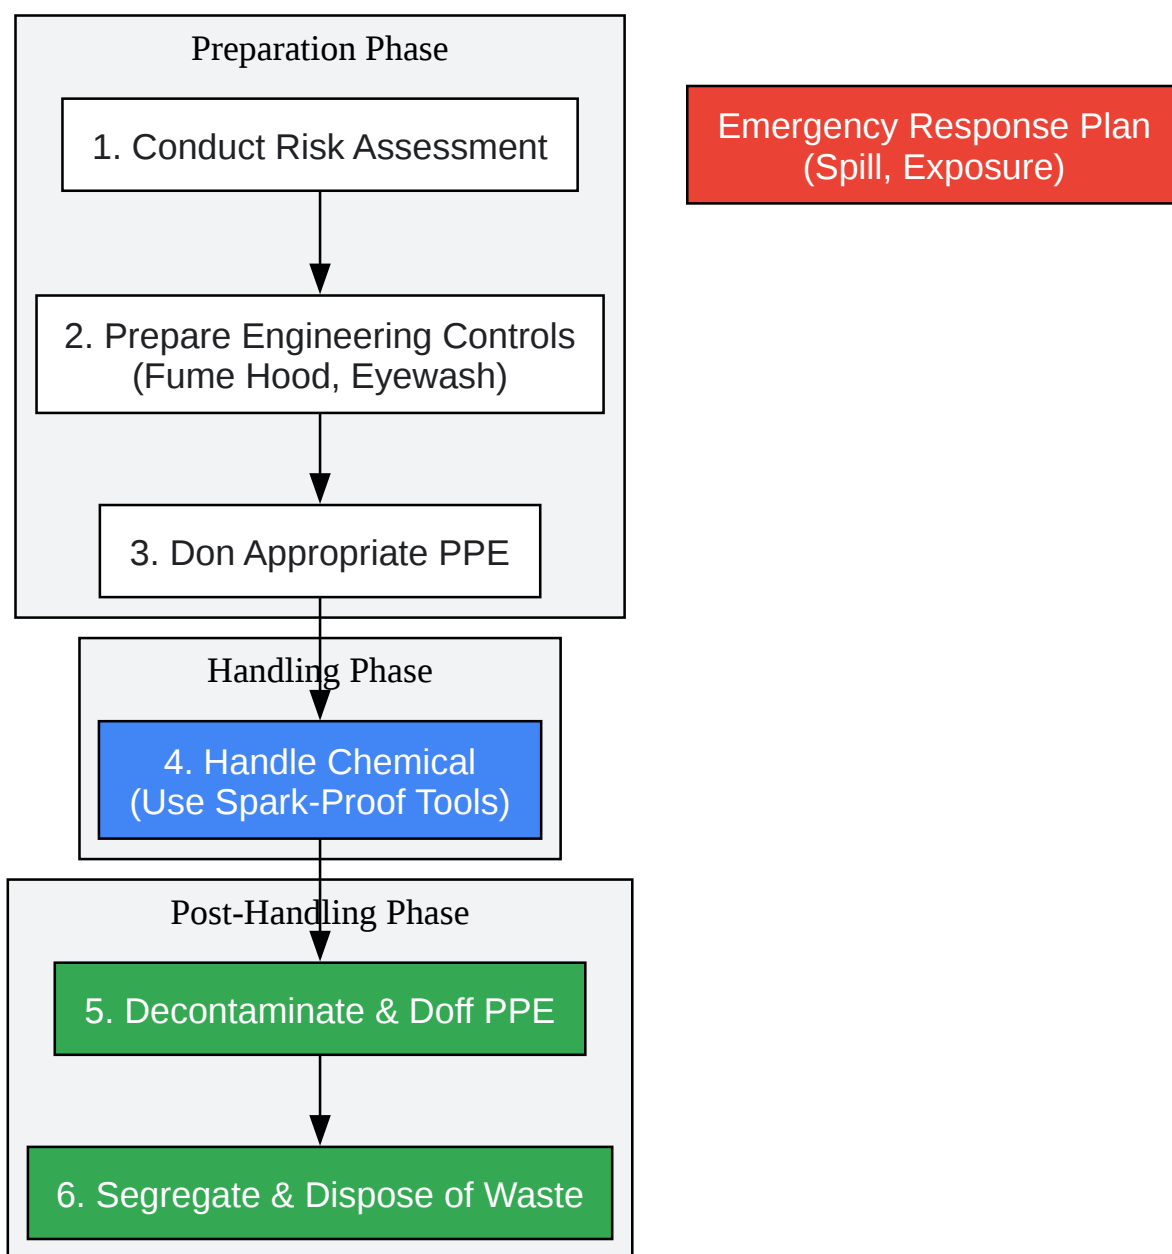 Preparation Phase
1. Conduct Risk Assessment
2. Prepare Engineering Controls
(Fume Hood, Eyewash)
3. Don Appropriate PPE
Handling Phase
4. Handle Chemical
(Use Spark-Proof Tools)
Post-Handling Phase
5. Decontaminate & Doff PPE
6. Segregate & Dispose of Waste
Emergency Response Plan
(Spill, Exposure)